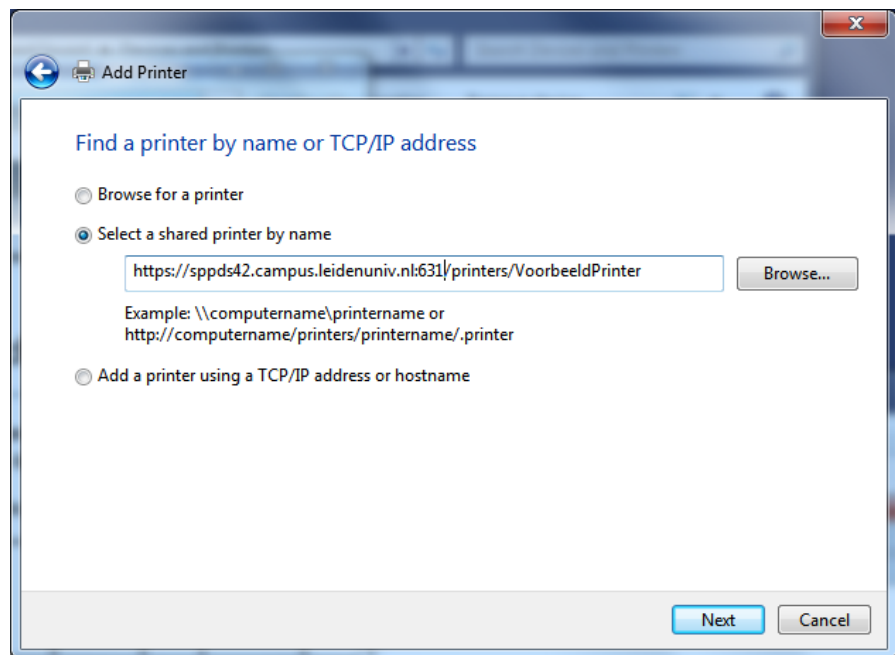 Add Printer
Find a printer by name or TCP/IP address
Browse for a printer
Select a shared printer by name
https://sppds42.campus.leidenuniv.nl:631/printers/VoorbeeldPrinter
Browse...
Example: \\computername\printername or
http://computername/printers/printername/.printer
Add a printer using a TCP/IP address or hostname
Next
Cancel